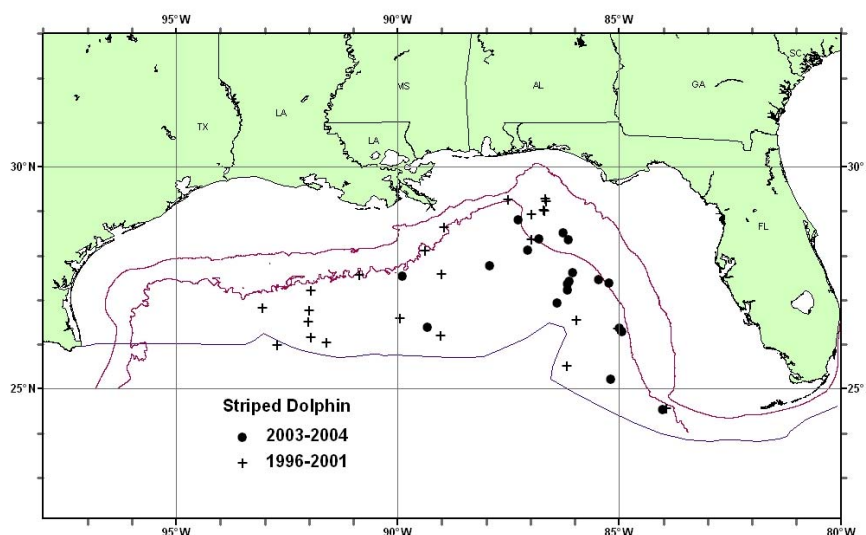 95°W 90°W 85°W 80°W
SC
MS AL GA
LA
TX
LA
30°N 30°
FL
25°N 25°
Striped Dolphin
2003-2004
1996-2001
95°W 90°W 85°W 80°W